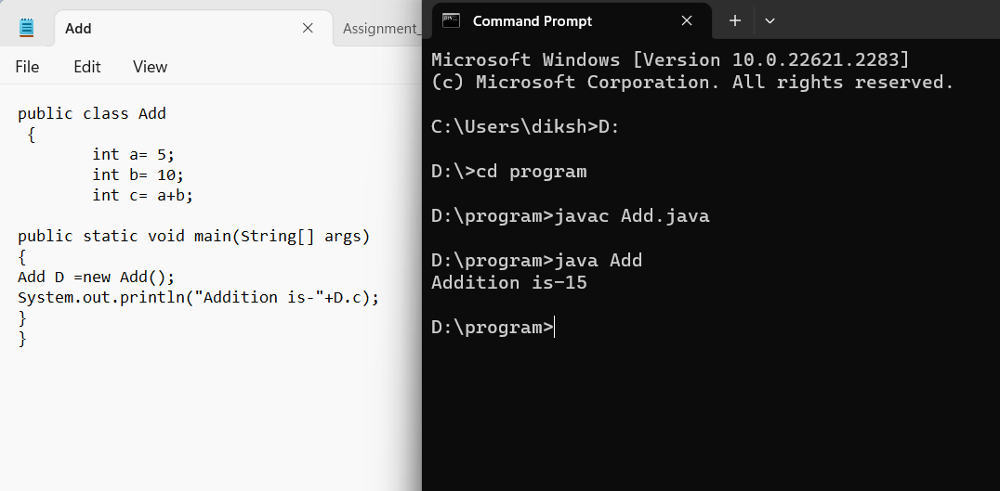 Add
Assignment_
File Edit View
public class Add
{
int a= 5;
int b= 10;
int c= a+b;
public static void main(String[] args)
{
Add D =new Add();
System.out.println("Addition is-"+D.c);
}
}
Command Prompt
Microsoft Windows [Version 10.0.22621.2283]
(c) Microsoft Corporation. All rights reserved.
C:\Users\diksh>D:
D:\>cd program
D:\program>javac Add.java
D:\program>java Add
Addition is-15
D:\program>